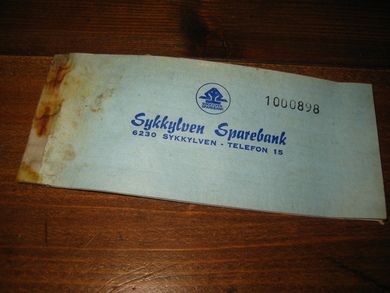 1000898
Sykkylven Sparebank
6230 SYKKYLVEN - TELEFON 15